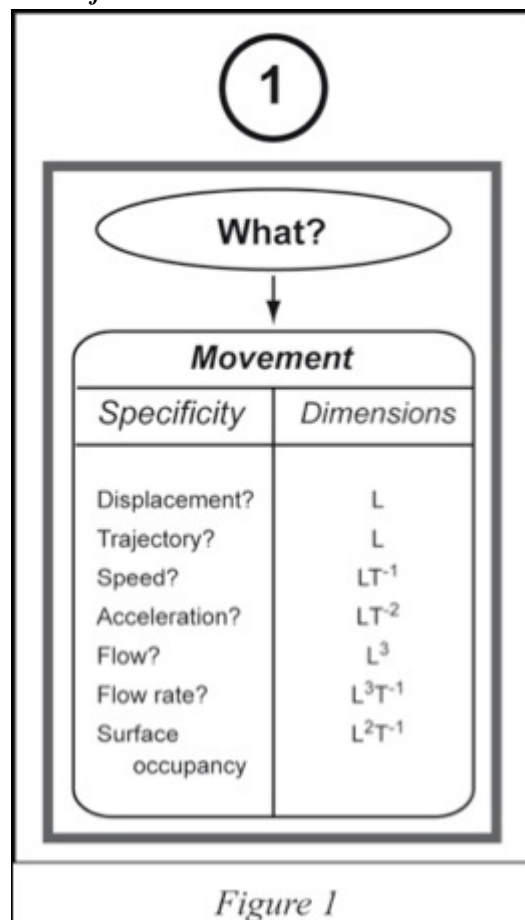 1
What?
Movement
Specificity Dimensions
Displacement? L
Trajectory? L
Speed? LT⁻¹
Acceleration? LT⁻²
Flow? L³
Flow rate? L³T⁻¹
Surface L²T⁻¹
occupancy
Figure 1